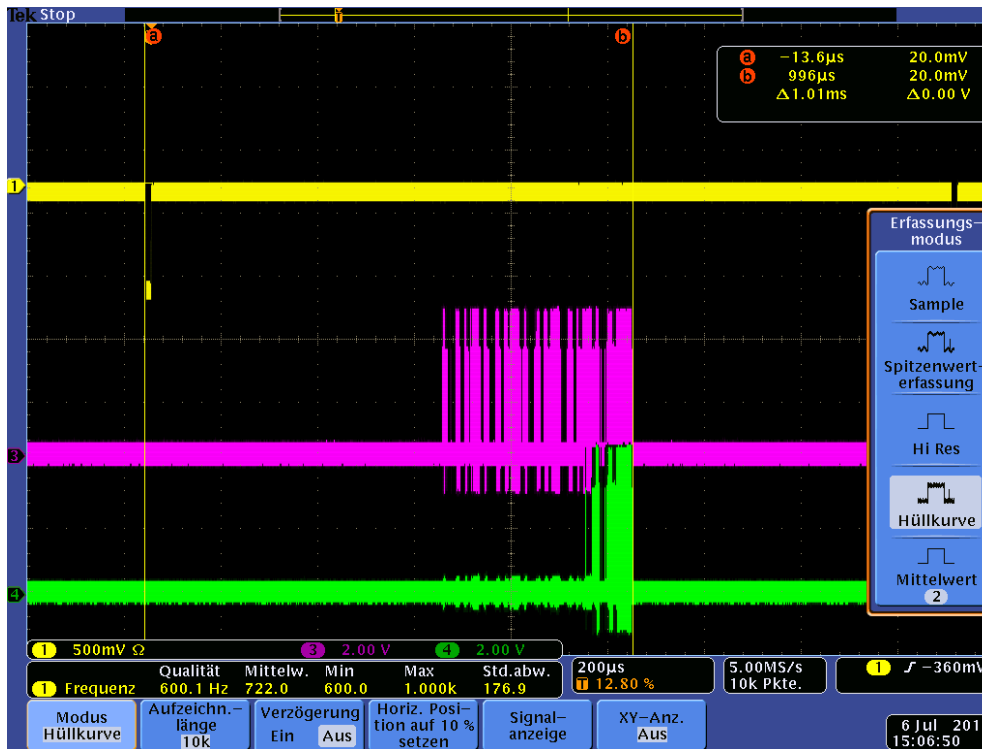 Tek Stop
T
a
b
a −13.6µs 20.0mV
b 996µs 20.0mV
Δ1.01ms Δ0.00 V
1
3
4
Erfassungs-
modus
Sample
Spitzenwert-
erfassung
Hi Res
Hüllkurve
Mittelwert
2
1 500mV Ω 3 2.00 V 4 2.00 V
Qualität Mittelw. Min Max Std.abw.
1 Frequenz 600.1 Hz 722.0 600.0 1.000k 176.9
200µs
T 12.80 %
5.00MS/s
10k Pkte.
1 −360mV
Modus
Hüllkurve
Aufzeichn.-
länge
10k
Verzögerung
Ein Aus
Horiz. Posi-
tion auf 10 %
setzen
Signal-
anzeige
XY-Anz.
Aus
6 Jul 201
15:06:50